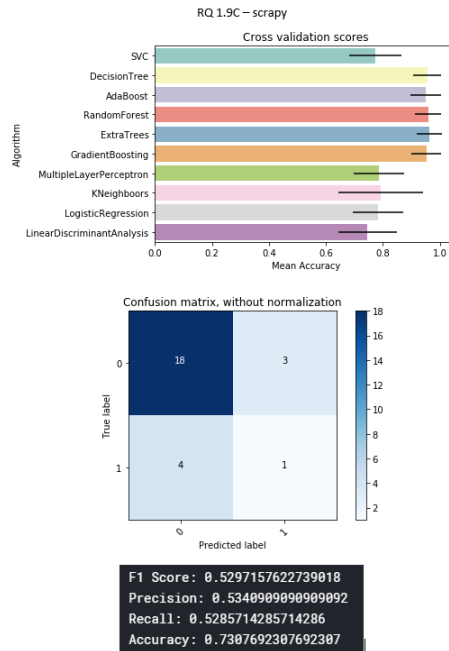 RQ 1.9C – scrapy
Cross validation scores
Algorithm
SVC
DecisionTree
AdaBoost
RandomForest
ExtraTrees
GradientBoosting
MultipleLayerPerceptron
KNeighboors
LogisticRegression
LinearDiscriminantAnalysis
0.0 0.2 0.4 0.6 0.8 1.0
Mean Accuracy
Confusion matrix, without normalization
True label
0
1
18 3
4 1
0 1
Predicted label
18
16
14
12
10
8
6
4
2
F1 Score: 0.5297157622739018
Precision: 0.5340909090909092
Recall: 0.5285714285714286
Accuracy: 0.7307692307692307